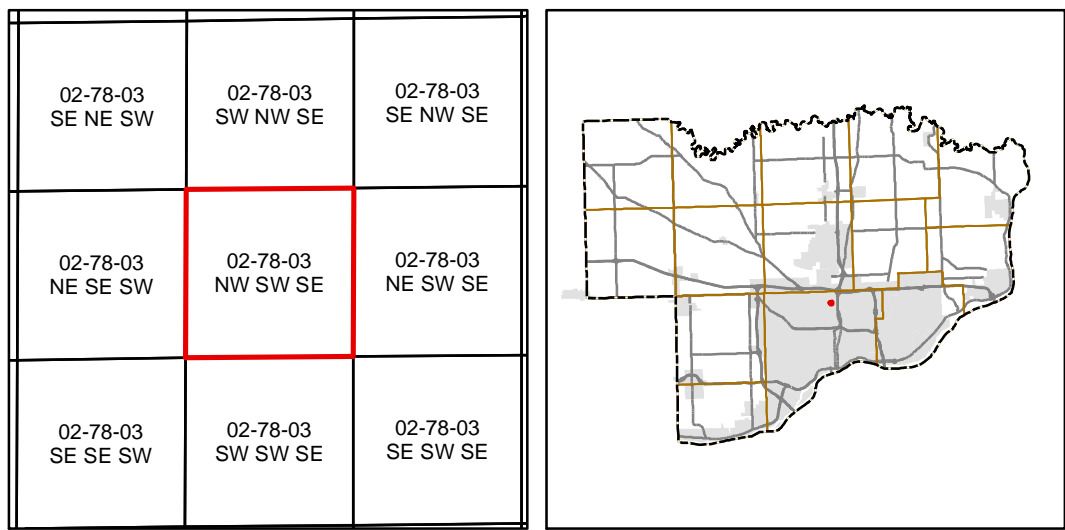 02-78-03
SE NE SW
02-78-03
SW NW SE
02-78-03
SE NW SE
02-78-03
NE SE SW
02-78-03
NW SW SE
02-78-03
NE SW SE
02-78-03
SE SE SW
02-78-03
SW SW SE
02-78-03
SE SW SE